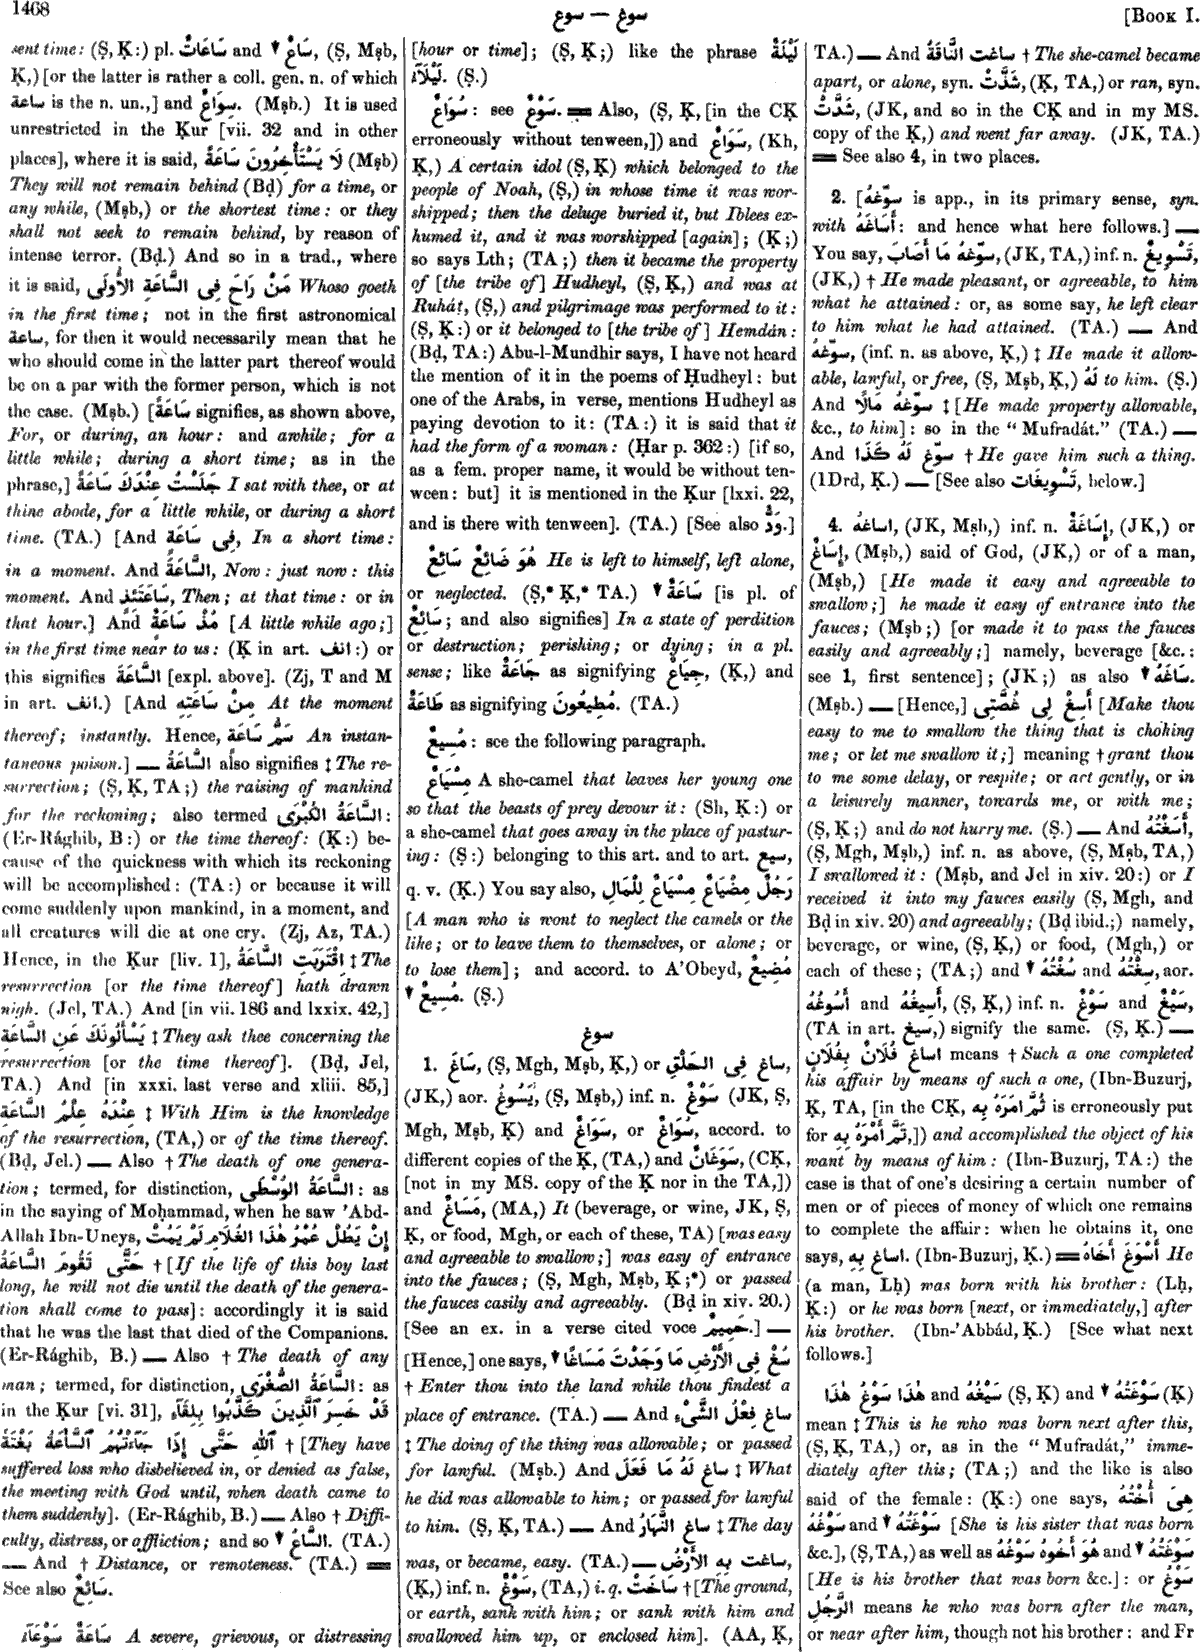 1468
سوع — سوغ
[BOOK I.
sent time: (Ṣ, Ḳ:) pl. سَاعَاتٌ and ↓ سَاعٌ, (Ṣ, Mṣb,
Ḳ,) [or the latter is rather a coll. gen. n. of which
ساعة is the n. un.,] and سِوَاعٌ. (Mṣb.) It is used
unrestricted in the Ḳur [vii. 32 and in other
places], where it is said, لَا يَسْتَأْخِرُونَ سَاعَةً (Mṣb)
They will not remain behind (Bḍ) for a time, or
any while, (Mṣb,) or the shortest time: or they
shall not seek to remain behind, by reason of
intense terror. (Bḍ.) And so in a trad., where
it is said, مَنْ رَاحَ فِى السَّاعَةِ الأُولَى Whoso goeth
in the first time; not in the first astronomical
ساعة, for then it would necessarily mean that he
who should come in the latter part thereof would
be on a par with the former person, which is not
the case. (Mṣb.) [سَاعَةً signifies, as shown above,
For, or during, an hour: and awhile; for a
little while; during a short time; as in the
phrase,] جَلَسْتُ عِنْدَكَ سَاعَةً I sat with thee, or at
thine abode, for a little while, or during a short
time. (TA.) [And فِى سَاعَةٍ, In a short time:
in a moment. And السَّاعَةَ, Now: just now: this
moment. And سَاعَتَئِذٍ, Then; at that time: or in
that hour.] And مُذْ سَاعَةٌ [A little while ago;]
in the first time near to us: (Ḳ in art. انف:) or
this signifies السَّاعَةَ [expl. above]. (Zj, T and M
in art. انف.) [And مِنْ سَاعَتِهِ At the moment
thereof; instantly. Hence, سَمُّ سَاعَةٍ An instan-
taneous poison.] — السَّاعَةُ also signifies ‡ The re-
surrection; (Ṣ, Ḳ, TA;) the raising of mankind
for the reckoning; also termed السَّاعَةُ الكُبْرَى:
(Er-Rághib, B:) or the time thereof: (Ḳ:) be-
cause of the quickness with which its reckoning
will be accomplished: (TA:) or because it will
come suddenly upon mankind, in a moment, and
all creatures will die at one cry. (Zj, Az, TA.)
Hence, in the Ḳur [liv. 1], اقْتَرَبَتِ السَّاعَةُ ‡ The
resurrection [or the time thereof] hath drawn
nigh. (Jel, TA.) And [in vii. 186 and lxxix. 42,]
يَسْأَلُونَكَ عَنِ السَّاعَةِ ‡ They ask thee concerning the
resurrection [or the time thereof]. (Bḍ, Jel,
TA.) And [in xxxi. last verse and xliii. 85,]
عِنْدَهُ عِلْمُ السَّاعَةِ ‡ With Him is the knowledge
of the resurrection, (TA,) or of the time thereof.
(Bḍ, Jel.) — Also † The death of one genera-
tion; termed, for distinction, السَّاعَةُ الوُسْطَى: as
in the saying of Moḥammad, when he saw 'Abd-
Allah Ibn-Uneys, إِنْ يَطُلْ عُمْرُ هٰذَا الغُلَامِ لَمْ يَمُتْ
حَتَّى تَقُومَ السَّاعَةُ † [If the life of this boy last
long, he will not die until the death of the genera-
tion shall come to pass]: accordingly it is said
that he was the last that died of the Companions.
(Er-Rághib, B.) — Also † The death of any
man; termed, for distinction, السَّاعَةُ الصُّغْرَى: as
in the Ḳur [vi. 31], قَدْ خَسِرَ ٱلَّذِينَ كَذَّبُوا بِلِقَآءِ
ٱللّٰهِ حَتَّى إِذَا جَآءَتْهُمُ ٱلسَّاعَةُ بَغْتَةً † [They have
suffered loss who disbelieved in, or denied as false,
the meeting with God until, when death came to
them suddenly]. (Er-Rághib, B.) — Also † Diffi-
culty, distress, or affliction; and so ↓ السَّاعُ. (TA.)
— And † Distance, or remoteness. (TA.) ═
See also سَائِعٌ.
سَاعَةٌ سَوْعَآءُ A severe, grievous, or distressing
[hour or time]; (Ṣ, Ḳ;) like the phrase لَيْلَةٌ
لَيْلَآءُ. (Ṣ.)
سُوَاعٌ: see سَوْعٌ. ═ Also, (Ṣ, Ḳ, [in the CḲ
erroneously without tenween,]) and سَوَاعٌ, (Kh,
Ḳ,) A certain idol (Ṣ, Ḳ) which belonged to the
people of Noah, (Ṣ,) in whose time it was wor-
shipped; then the deluge buried it, but Iblees ex-
humed it, and it was worshipped [again]; (Ḳ;)
so says Lth; (TA;) then it became the property
of [the tribe of] Hudheyl, (Ṣ, Ḳ,) and was at
Ruháṭ, (Ṣ,) and pilgrimage was performed to it:
(Ṣ, Ḳ:) or it belonged to [the tribe of] Hemdán:
(Bḍ, TA:) Abu-l-Mundhir says, I have not heard
the mention of it in the poems of Hudheyl: but
one of the Arabs, in verse, mentions Hudheyl as
paying devotion to it: (TA:) it is said that it
had the form of a woman: (Ḥar p. 362:) [if so,
as a fem. proper name, it would be without ten-
ween: but] it is mentioned in the Ḳur [lxxi. 22,
and is there with tenween]. (TA.) [See also وَدٌّ.]
هُوَ ضَائِعٌ سَائِعٌ He is left to himself, left alone,
or neglected. (Ṣ,* Ḳ,* TA.) ↓ سَاعَةٌ [is pl. of
سَائِعٌ; and also signifies] In a state of perdition
or destruction; perishing; or dying; in a pl.
sense; like جَاعَةٌ as signifying جِيَاعٌ, (Ḳ,) and
طَاعَةٌ as signifying مُطِيعُونَ. (TA.)
مُسِيعٌ: see the following paragraph.
مِسْيَاعٌ A she-camel that leaves her young one
so that the beasts of prey devour it: (Sh, Ḳ:) or
a she-camel that goes away in the place of pastur-
ing: (Ṣ:) belonging to this art. and to art. سيع,
q. v. (Ḳ.) You say also, رَجُلٌ مِضْيَاعٌ مِسْيَاعٌ لِلْمَالِ
[A man who is wont to neglect the camels or the
like; or to leave them to themselves, or alone; or
to lose them]; and accord. to A'Obeyd, مُضِيعٌ
↓ مُسِيعٌ. (Ṣ.)
سوغ
1. سَاغَ, (Ṣ, Mgh, Mṣb, Ḳ,) or ساغ فِى الحَلْقِ,
(JK,) aor. يَسُوغُ, (Ṣ, Mṣb,) inf. n. سَوْغٌ (JK, Ṣ,
Mgh, Mṣb, Ḳ) and سَوَاغٌ, or سُوَاغٌ, accord. to
different copies of the Ḳ, (TA,) and سَوَغَانٌ, (CḲ,
[not in my MS. copy of the Ḳ nor in the TA,])
and مَسَاغٌ, (MA,) It (beverage, or wine, JK, Ṣ,
Ḳ, or food, Mgh, or each of these, TA) [was easy
and agreeable to swallow;] was easy of entrance
into the fauces; (Ṣ, Mgh, Mṣb, Ḳ;*) or passed
the fauces easily and agreeably. (Bḍ in xiv. 20.)
[See an ex. in a verse cited voce حَمِيمٌ.] —
[Hence,] one says, ↓ سُغْ فِى الأَرْضِ مَا وَجَدْتَ مَسَاغًا
† Enter thou into the land while thou findest a
place of entrance. (TA.) — And ساغ فِعْلُ الشَّىْءِ
‡ The doing of the thing was allowable; or passed
for lawful. (Mṣb.) And ساغ لَهُ مَا فَعَلَ ‡ What
he did was allowable to him; or passed for lawful
to him. (Ṣ, Ḳ, TA.) — And ساغ النَّهَارُ ‡ The day
was, or became, easy. (TA.) — ساغت بِهِ الأَرْضُ,
(Ḳ,) inf. n. سَوْغٌ, (TA,) i. q. سَاخَتْ † [The ground,
or earth, sank with him; or sank with him and
swallowed him up, or enclosed him]. (AA, Ḳ,
TA.) — And ساغت النَّاقَةُ † The she-camel became
apart, or alone, syn. شَذَّتْ, (Ḳ, TA,) or ran, syn.
شَدَّتْ, (JK, and so in the CḲ and in my MS.
copy of the Ḳ,) and went far away. (JK, TA.)
═ See also 4, in two places.
2. [سوّغهُ is app., in its primary sense, syn.
with أَسَاغَهُ: and hence what here follows.] —
You say, سوّغهُ مَا أَصَابَ, (JK, TA,) inf. n. تَسْوِيغٌ,
(JK,) † He made pleasant, or agreeable, to him
what he attained: or, as some say, he left clear
to him what he had attained. (TA.) — And
سوّغهُ, (inf. n. as above, Ḳ,) ‡ He made it allow-
able, lawful, or free, (Ṣ, Mṣb, Ḳ,) لَهُ to him. (Ṣ.)
And سوّغهُ مَالًا ‡ [He made property allowable,
&c., to him]: so in the “Mufradát.” (TA.) —
And سوّغ لَهُ كَذَا † He gave him such a thing.
(IDrd, Ḳ.) — [See also تَسْوِيغَات, below.]
4. اساغهُ, (JK, Mṣb,) inf. n. إِسَاغَةٌ, (JK,) or
إِسَاغٌ, (Mṣb,) said of God, (JK,) or of a man,
(Mṣb,) [He made it easy and agreeable to
swallow;] he made it easy of entrance into the
fauces; (Mṣb;) [or made it to pass the fauces
easily and agreeably;] namely, beverage [&c.:
see 1, first sentence]; (JK;) as also ↓ سَاغَهُ.
(Mṣb.) — [Hence,] أَسِغْ لِى غُصَّتِى [Make thou
easy to me to swallow the thing that is choking
me; or let me swallow it;] meaning † grant thou
to me some delay, or respite; or act gently, or in
a leisurely manner, towards me, or with me;
(Ṣ, Ḳ;) and do not hurry me. (Ṣ.) — And أَسَغْتُهُ,
(Ṣ, Mgh, Mṣb,) inf. n. as above, (Ṣ, Mṣb, TA,)
I swallowed it: (Mṣb, and Jel in xiv. 20:) or I
received it into my fauces easily (Ṣ, Mgh, and
Bḍ in xiv. 20) and agreeably; (Bḍ ibid.;) namely,
beverage, or wine, (Ṣ, Ḳ,) or food, (Mgh,) or
each of these; (TA;) and ↓ سُغْتُهُ and سِغْتُهُ, aor.
أَسُوغُهُ and أَسِيغُهُ, (Ṣ, Ḳ,) inf. n. سَوْغٌ and سَيْغٌ,
(TA in art. سيغ,) signify the same. (Ṣ, Ḳ.) —
اساغ فُلَانٌ بِفُلَانٍ means † Such a one completed
his affair by means of such a one, (Ibn-Buzurj,
Ḳ, TA, [in the CḲ, ثُمَّ امرَهُ بِهِ is erroneously put
for تَمَّ أَمْرُهُ بِهِ,]) and accomplished the object of his
want by means of him: (Ibn-Buzurj, TA:) the
case is that of one's desiring a certain number of
men or of pieces of money of which one remains
to complete the affair: when he obtains it, one
says, اساغ بِهِ. (Ibn-Buzurj, Ḳ.) ═ أَسْوَغَ أَخَاهُ He
(a man, Lḥ) was born with his brother: (Lḥ,
Ḳ:) or he was born [next, or immediately,] after
his brother. (Ibn-'Abbád, Ḳ.) [See what next
follows.]
هٰذَا سَوْغُ هٰذَا and سَيْغُهُ (Ṣ, Ḳ) and ↓ سَوْغَتُهُ (Ḳ)
mean ‡ This is he who was born next after this,
(Ṣ, Ḳ, TA,) or, as in the “Mufradát,” imme-
diately after this; (TA;) and the like is also
said of the female: (Ḳ:) one says, هِىَ أُخْتُهُ
سَوْغُهُ and ↓ سَوْغَتُهُ [She is his sister that was born
&c.], (Ṣ, TA,) as well as هُوَ أَخُوهُ سَوْغُهُ and ↓
سَوْغَتُهُ [He is his brother that was born &c.]: or سَوْغُ
الرَّجُلِ means he who was born after the man,
or near after him, though not his brother: and Fr